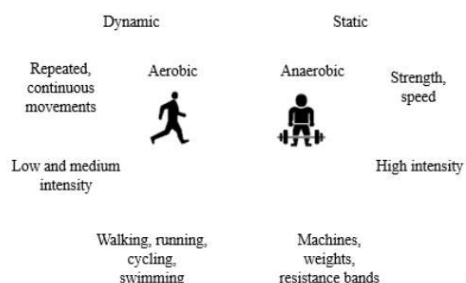 Dynamic
Static
Repeated,
continuous
movements
Aerobic
Anaerobic
Strength,
speed
Low and medium
intensity
High intensity
Walking, running,
cycling,
swimming
Machines,
weights,
resistance bands